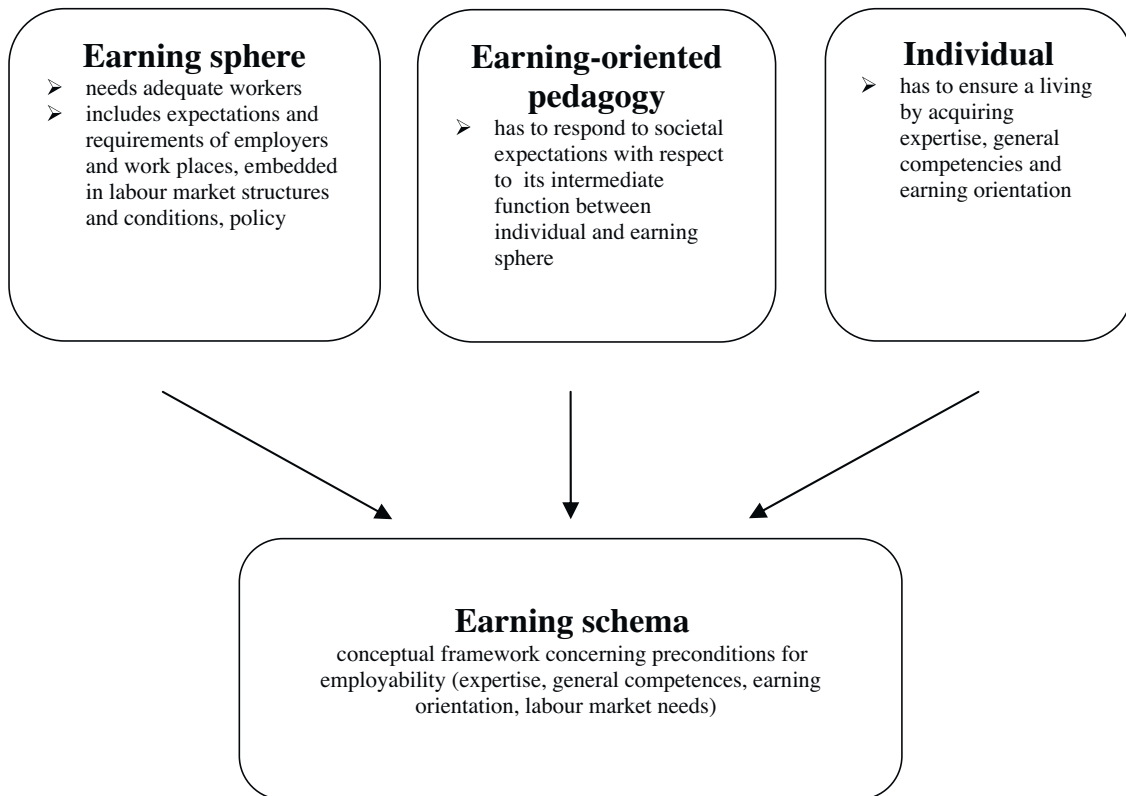 Earning sphere
➢ needs adequate workers
➢ includes expectations and
requirements of employers
and work places, embedded
in labour market structures
and conditions, policy
Earning-oriented
pedagogy
➢ has to respond to societal
expectations with respect
to its intermediate
function between
individual and earning
sphere
Individual
➢ has to ensure a living
by acquiring
expertise, general
competencies and
earning orientation
Earning schema
conceptual framework concerning preconditions for
employability (expertise, general competences, earning
orientation, labour market needs)